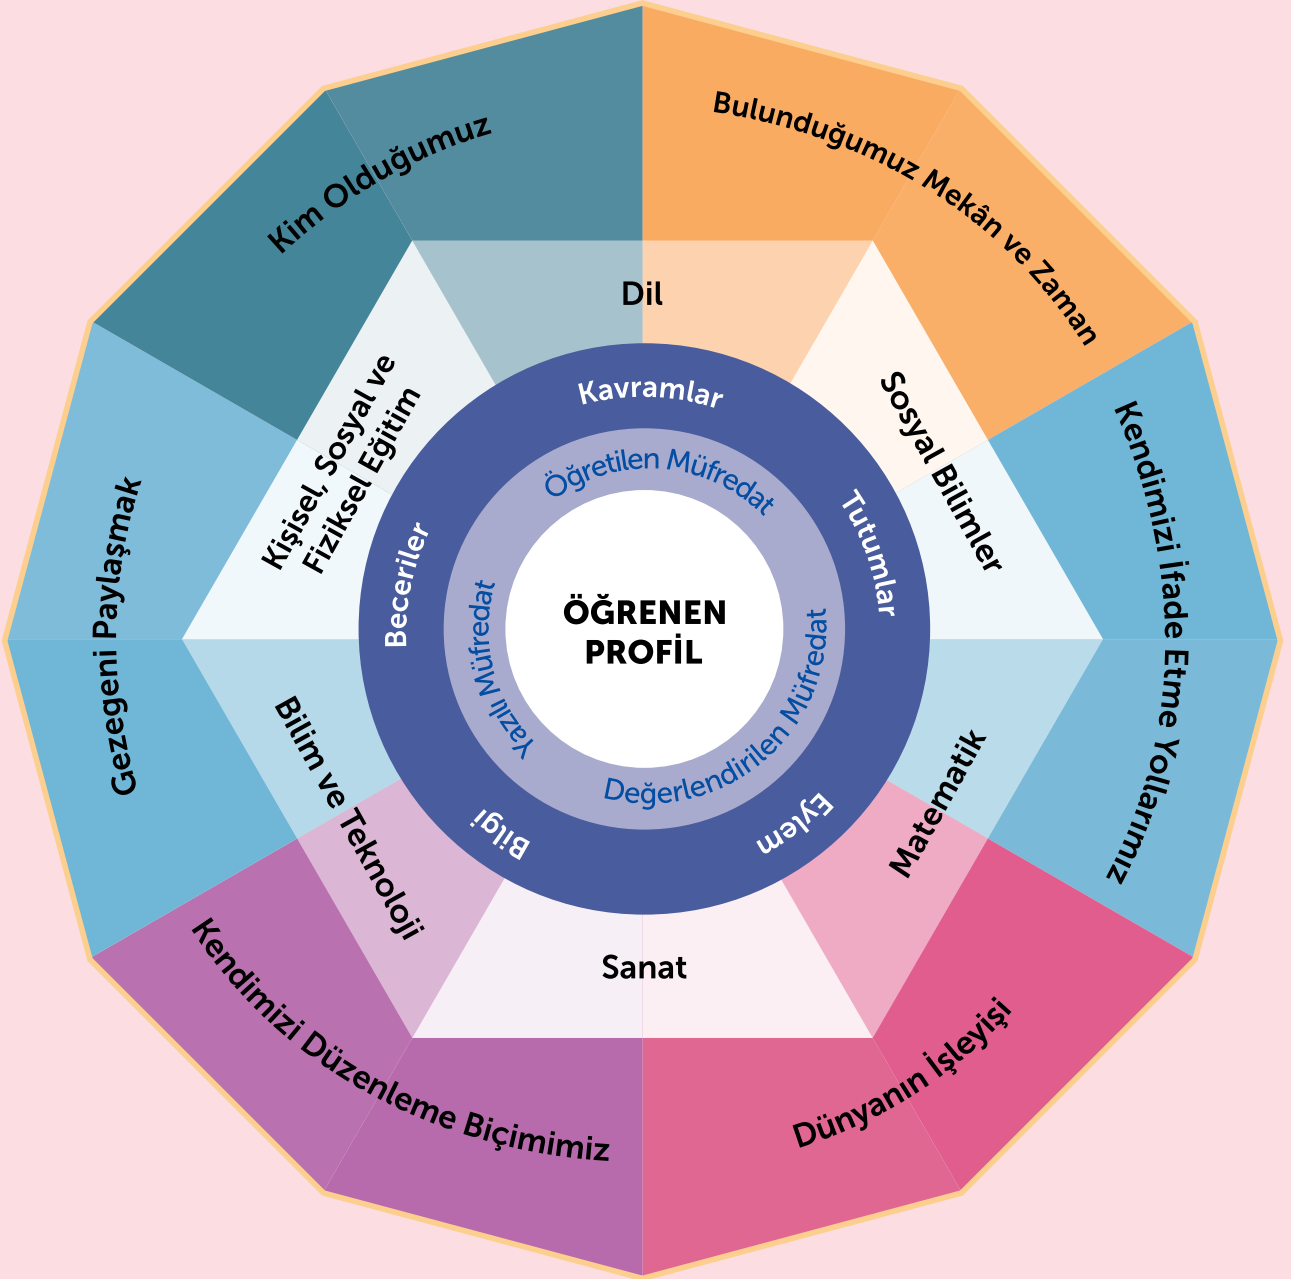 Kim Olduğumuz
Bulunduğumuz Mekân ve Zaman
Kendimizi İfade Etme Yollarımız
Dünyanın İşleyişi
Kendimizi Düzenleme Biçimimiz
Gezegeni Paylaşmak
Dil
Sosyal Bilimler
Matematik
Sanat
Bilim ve Teknoloji
Kişisel, Sosyal ve
Fiziksel Eğitim
Kavramlar
Tutumlar
Eylem
Bilgi
Beceriler
Öğretilen Müfredat
Değerlendirilen Müfredat
Yazılı Müfredat
ÖĞRENEN
PROFİL